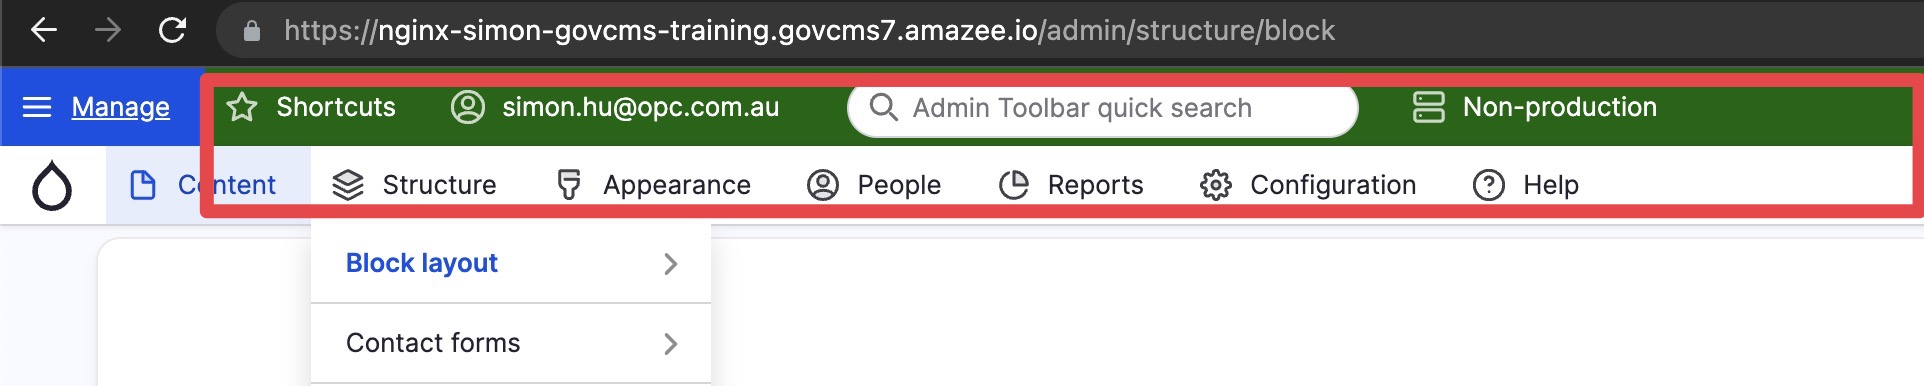 https://nginx-simon-govcms-training.govcms7.amazee.io/admin/structure/block
Manage Shortcuts simon.hu@opc.com.au Admin Toolbar quick search Non-production
Content Structure Appearance People Reports Configuration Help
Block layout
Contact forms